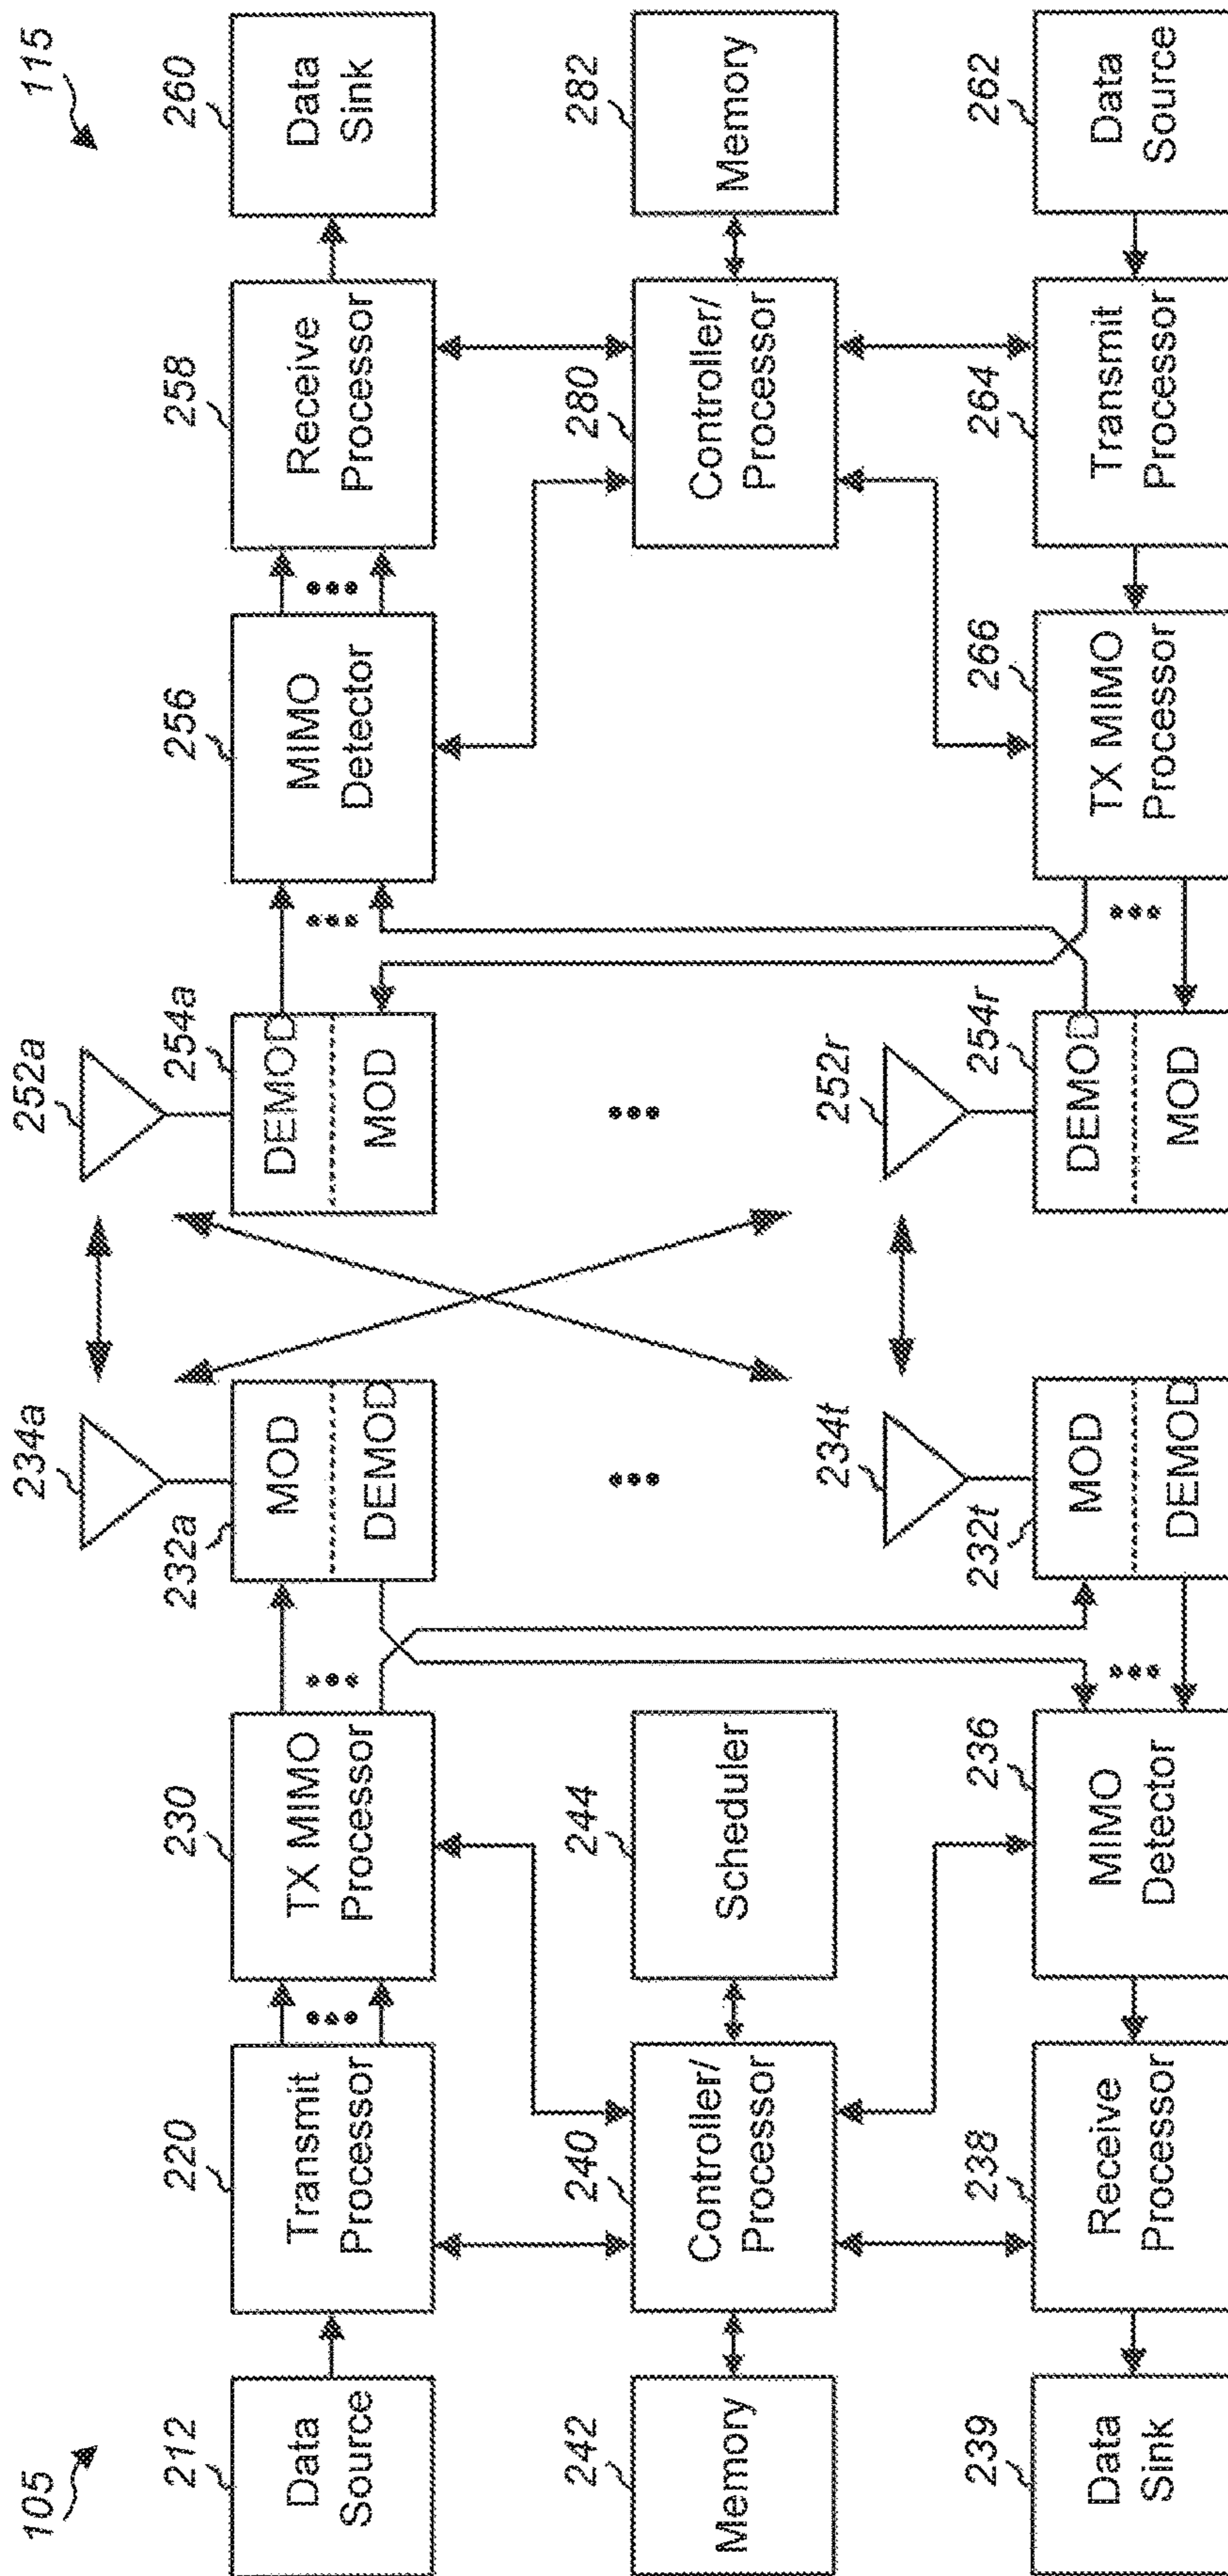 105
212
Data
Source
220
Transmit
Processor
230
TX MIMO
Processor
232a
MOD
DEMOD
234a
242
Memory
240
Controller/
Processor
244
Scheduler
239
Data
Sink
238
Receive
Processor
236
MIMO
Detector
232t
MOD
DEMOD
234t
115
252a
254a
DEMOD
MOD
256
MIMO
Detector
258
Receive
Processor
260
Data
Sink
280
Controller/
Processor
282
Memory
252r
254r
DEMOD
MOD
266
TX MIMO
Processor
264
Transmit
Processor
262
Data
Source